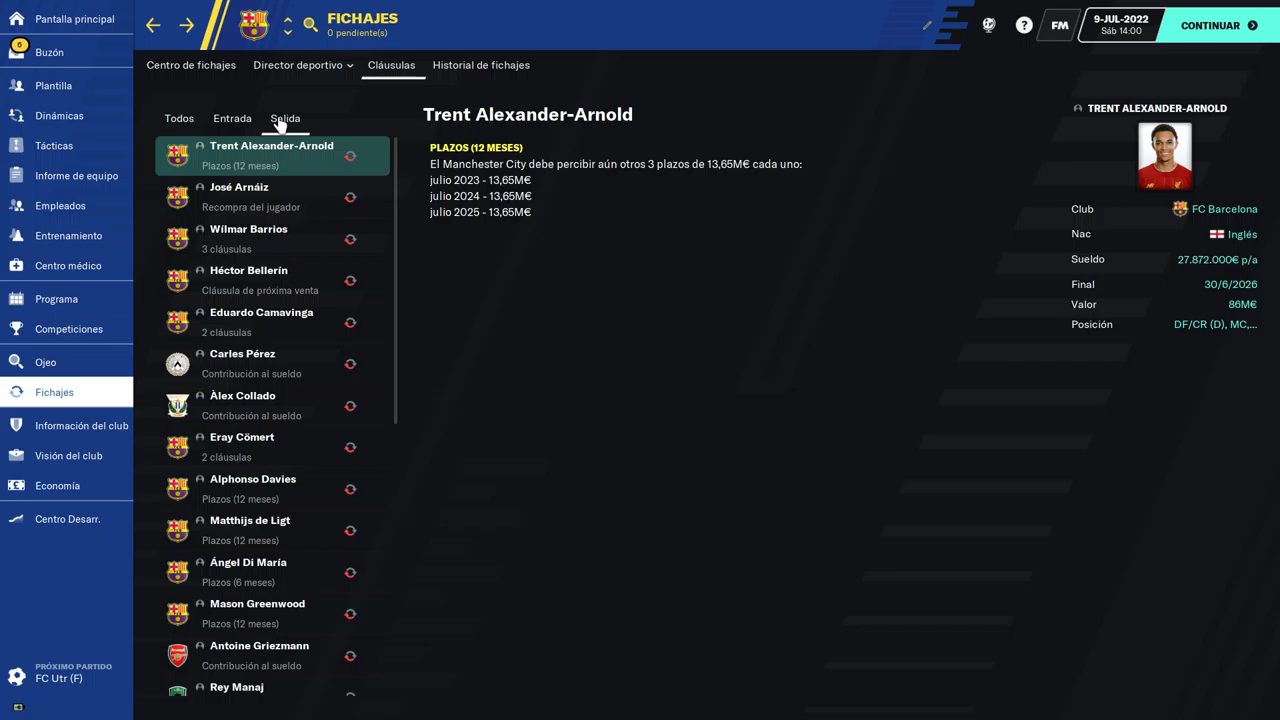 Pantalla principal
6
Buzón
Plantilla
Dinámicas
Tácticas
Informe de equipo
Empleados
Entrenamiento
Centro médico
Programa
Competiciones
Ojeo
Fichajes
Información del club
Visión del club
Economía
Centro Desarr.
PRÓXIMO PARTIDO
FC Utr (F)
FICHAJES
0 pendiente(s)
?
FM
9-JUL-2022
Sáb 14:00
CONTINUAR
Centro de fichajes
Director deportivo
Cláusulas
Historial de fichajes
Todos
Entrada
Salida
Trent Alexander-Arnold
Plazos (12 meses)
José Arnáiz
Recompra del jugador
Wílmar Barrios
3 cláusulas
Héctor Bellerín
Cláusula de próxima venta
Eduardo Camavinga
2 cláusulas
Carles Pérez
Contribución al sueldo
Àlex Collado
Contribución al sueldo
Eray Cömert
2 cláusulas
Alphonso Davies
Plazos (12 meses)
Matthijs de Ligt
Plazos (12 meses)
Ángel Di María
Plazos (6 meses)
Mason Greenwood
Plazos (12 meses)
Antoine Griezmann
Contribución al sueldo
Rey Manaj
Trent Alexander-Arnold
PLAZOS (12 MESES)
El Manchester City debe percibir aún otros 3 plazos de 13,65M€ cada uno:
julio 2023 - 13,65M€
julio 2024 - 13,65M€
julio 2025 - 13,65M€
TRENT ALEXANDER-ARNOLD
Club FC Barcelona
Nac Inglés
Sueldo 27.872.000€ p/a
Final 30/6/2026
Valor 86M€
Posición DF/CR (D), MC,...